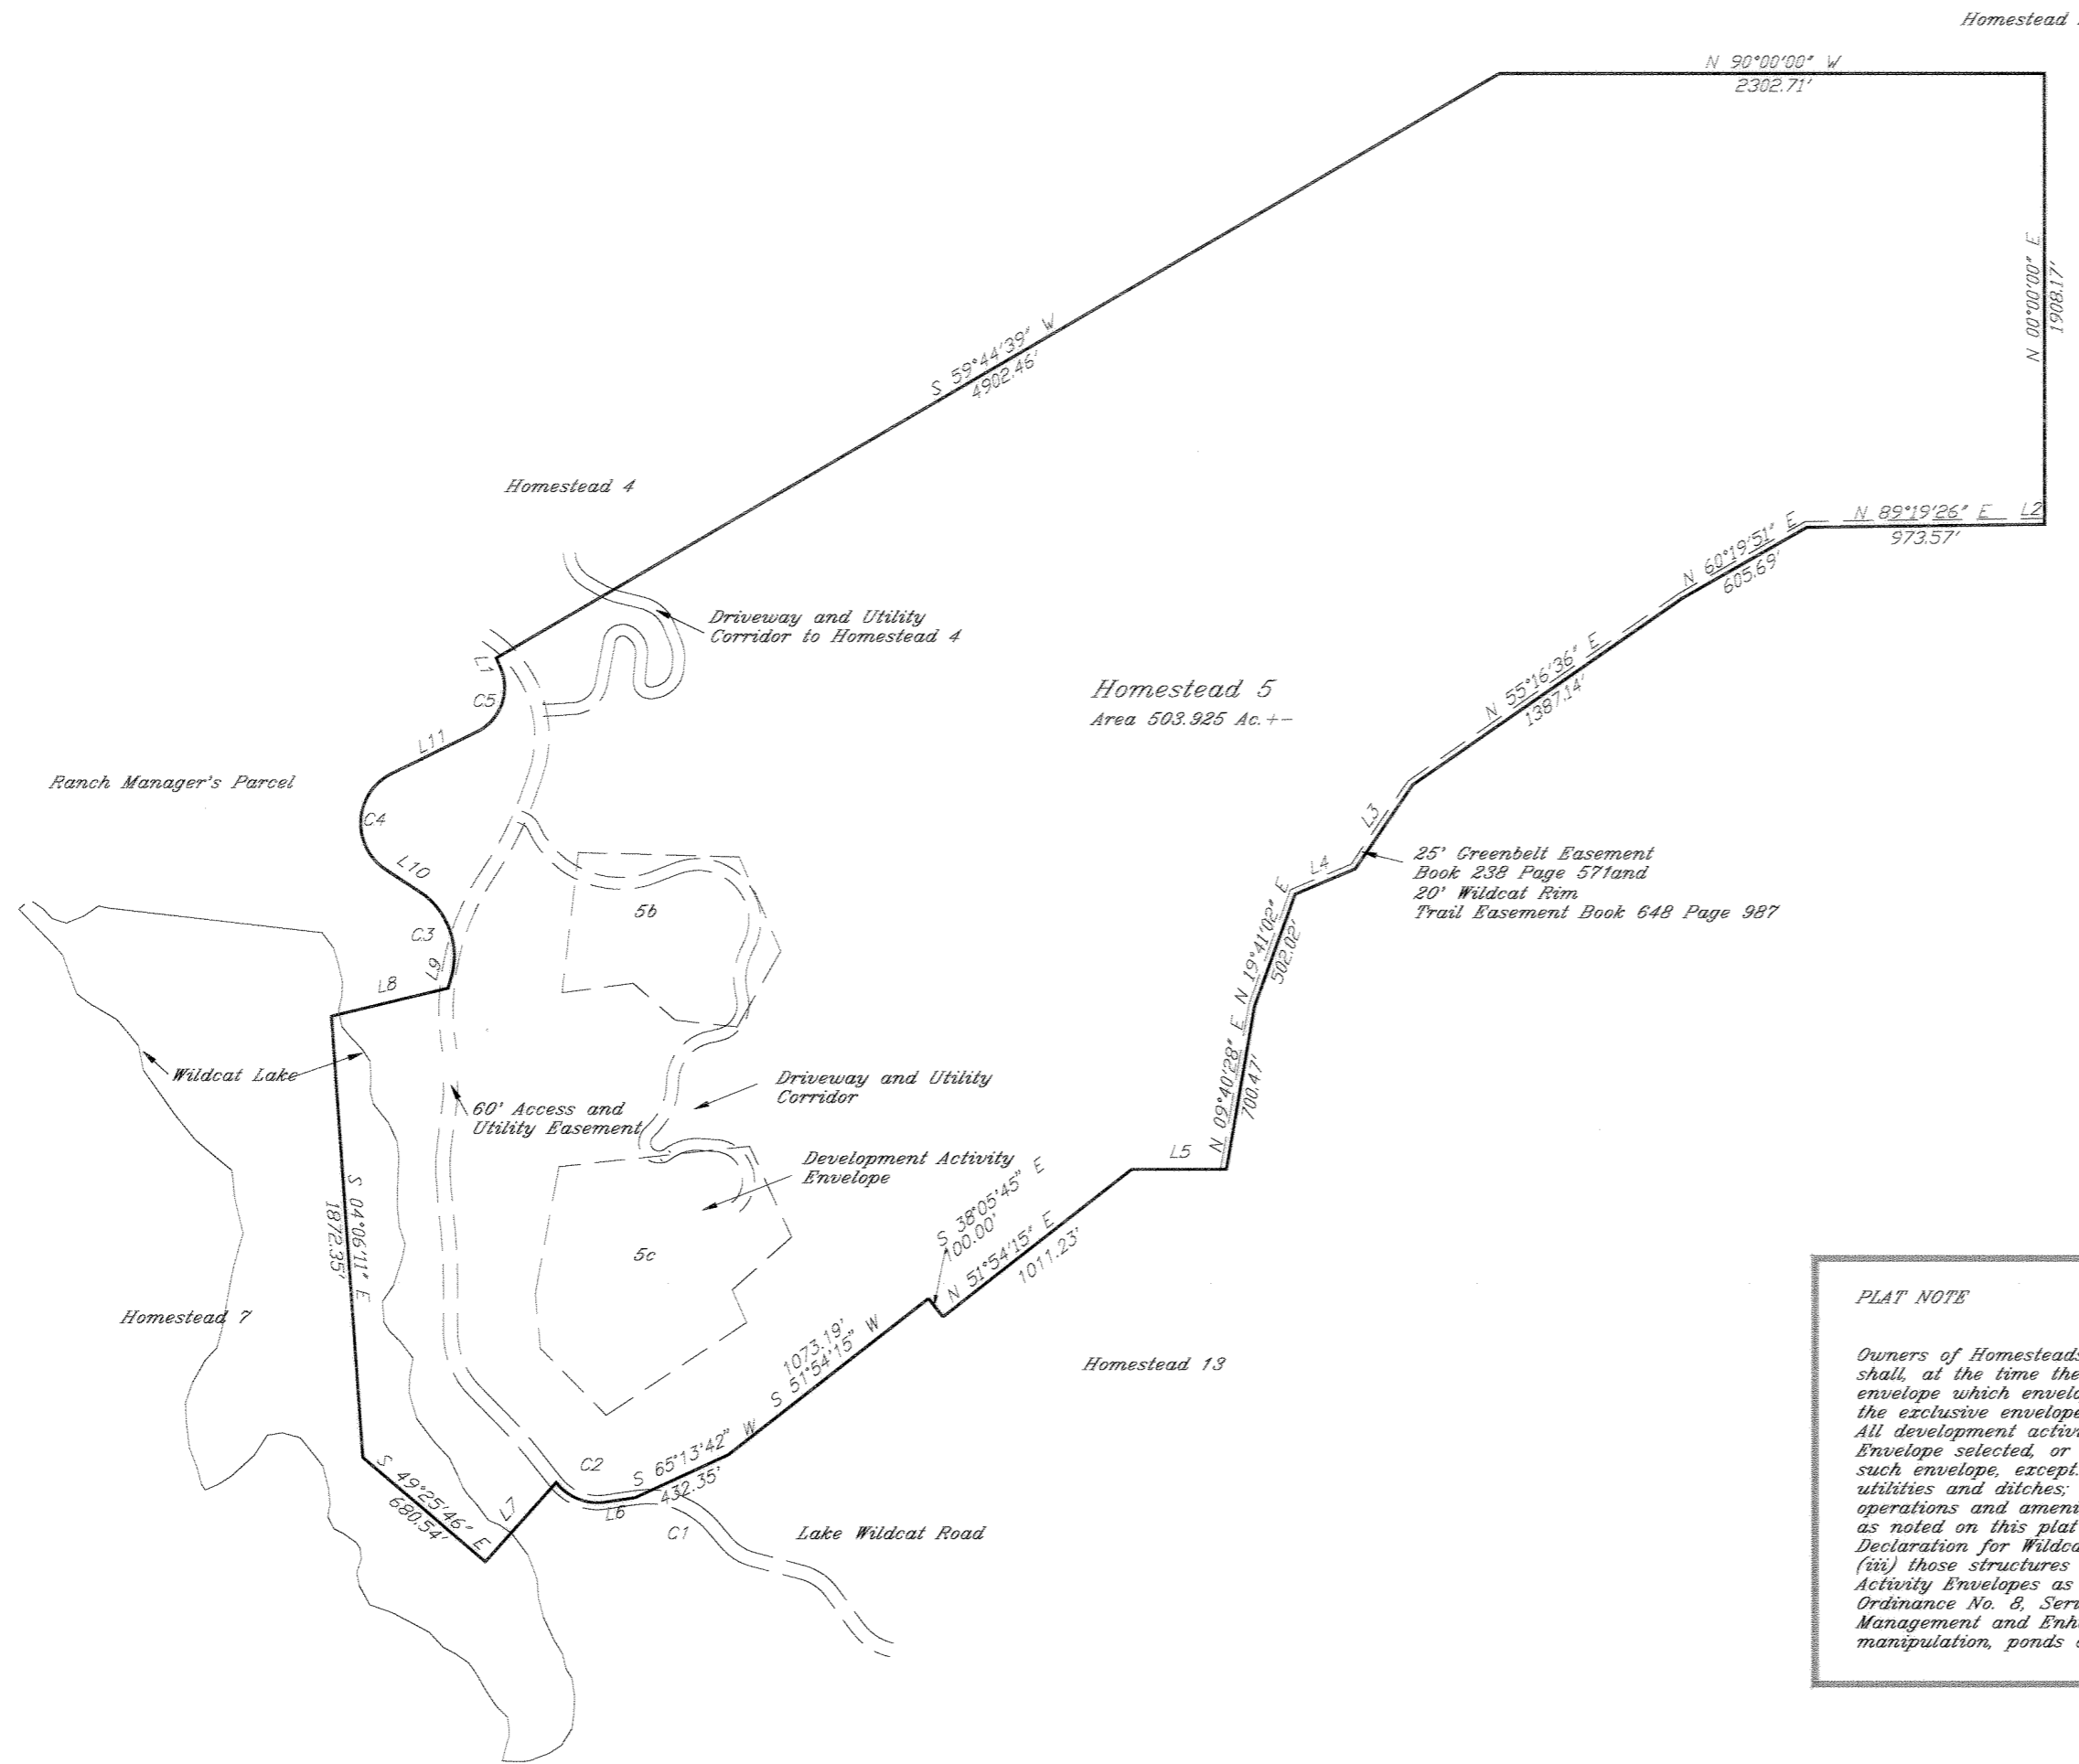 Homestead
N 90°00'00" W
2302.71'
N 00°00'00" E
1908.17'
S 59°44'39" W
4902.46'
Homestead 4
N 89°19'26" E
L2
973.57'
N 60°19'51" E
605.69'
Driveway and Utility
Corridor to Homestead 4
L1
C5
N 55°16'36" E
1387.14'
Homestead 5
Area 503.925 Ac.+-
L11
Ranch Manager's Parcel
C4
L3
L10
L4
25' Greenbelt Easement
Book 238 Page 571and
20' Wildcat Rim
Trail Easement Book 648 Page 987
5b
C3
L9
L8
N 19°41'02" E
502.02'
N 09°40'28" E
700.47'
Wildcat Lake
60' Access and
Utility Easement
Driveway and Utility
Corridor
Development Activity
Envelope
L5
S 38°05'45" E
100.00'
N 51°54'15" E
1011.23'
S 04°06'11" E
1872.35'
5c
Homestead 7
1073.19'
S 51°54'15" W
Homestead 13
S 65°13'42" W
432.35'
C2
L6
C1
L7
S 49°25'46" E
680.54'
Lake Wildcat Road
PLAT NOTE
Owners of Homesteads
shall, at the time the
envelope which envelo
the exclusive envelope
All development activi
Envelope selected, or
such envelope, except.
utilities and ditches;
operations and ameni
as noted on this plat
Declaration for Wildca
(iii) those structures
Activity Envelopes as
Ordinance No. 8, Seri
Management and Enh
manipulation, ponds